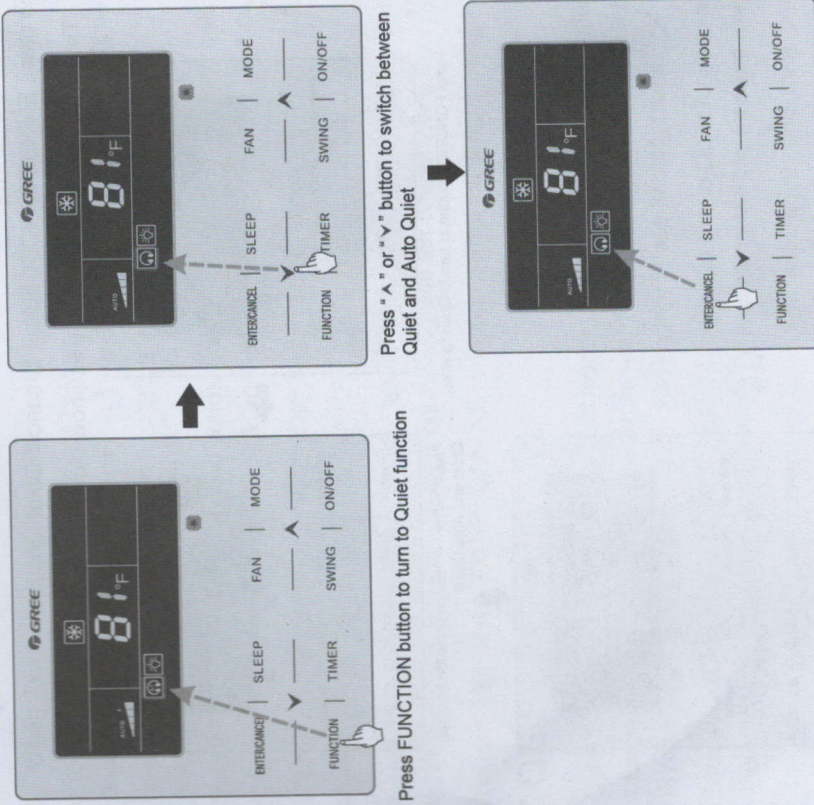 GREE
AUTO
81°F
ENTER/CANCEL SLEEP FAN MODE
FUNCTION TIMER SWING ON/OFF
Press FUNCTION button to turn to Quiet function
GREE
AUTO
81°F
ENTER/CANCEL SLEEP FAN MODE
FUNCTION TIMER SWING ON/OFF
Press “∧” or “∨” button to switch between
Quiet and Auto Quiet
GREE
AUTO
81°F
ENTER/CANCEL SLEEP FAN MODE
FUNCTION TIMER SWING ON/OFF